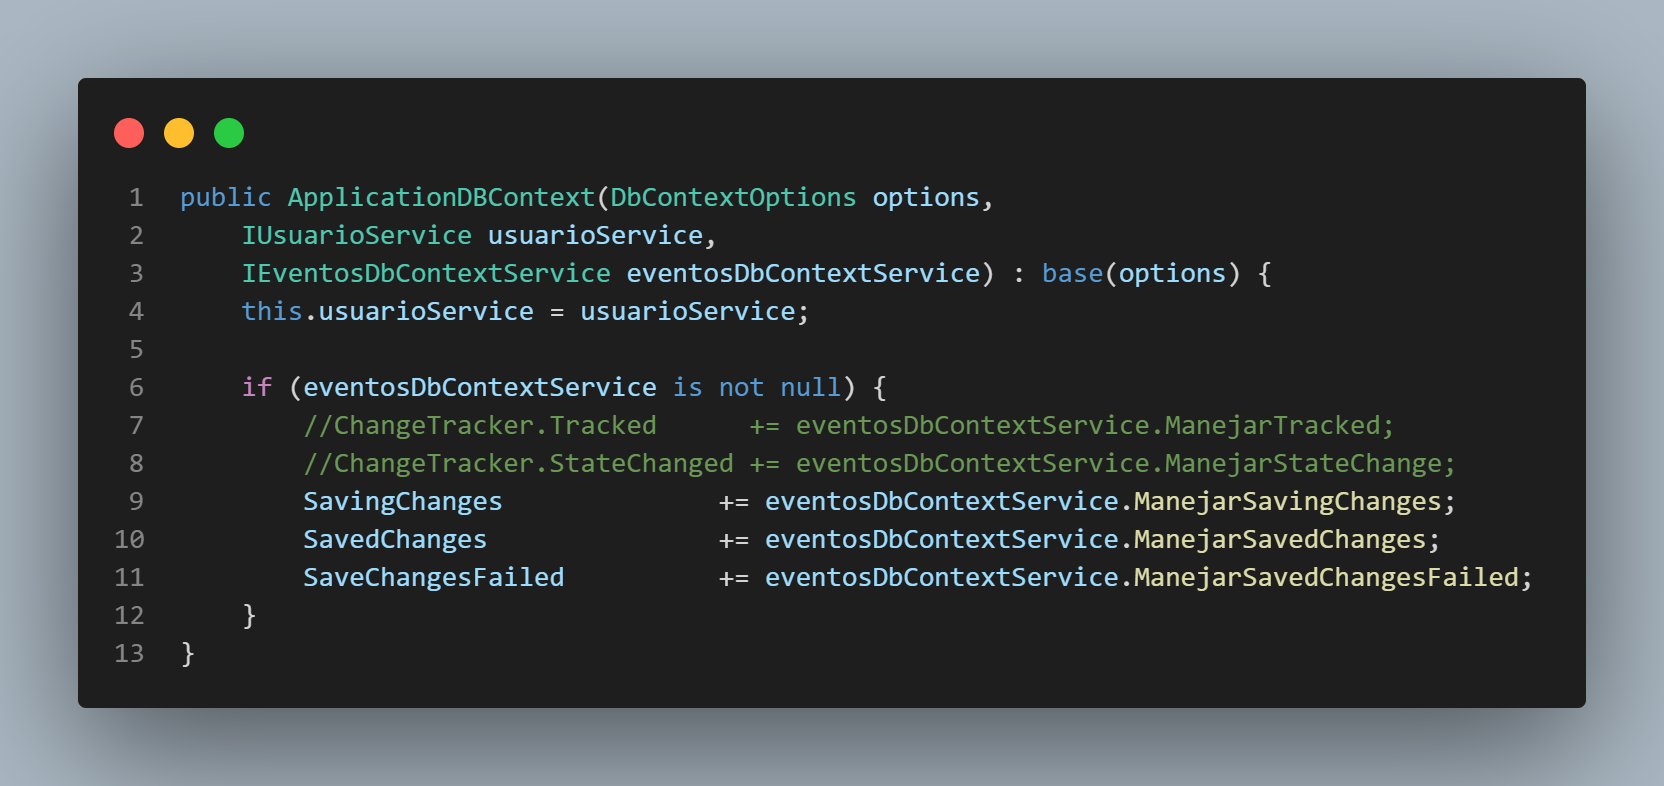 1 public ApplicationDBContext(DbContextOptions options,
2     IUsuarioService usuarioService,
3     IEventosDbContextService eventosDbContextService) : base(options) {
4     this.usuarioService = usuarioService;
5
6     if (eventosDbContextService is not null) {
7         //ChangeTracker.Tracked      += eventosDbContextService.ManejarTracked;
8         //ChangeTracker.StateChanged += eventosDbContextService.ManejarStateChange;
9         SavingChanges              += eventosDbContextService.ManejarSavingChanges;
10         SavedChanges               += eventosDbContextService.ManejarSavedChanges;
11         SaveChangesFailed          += eventosDbContextService.ManejarSavedChangesFailed;
12     }
13 }